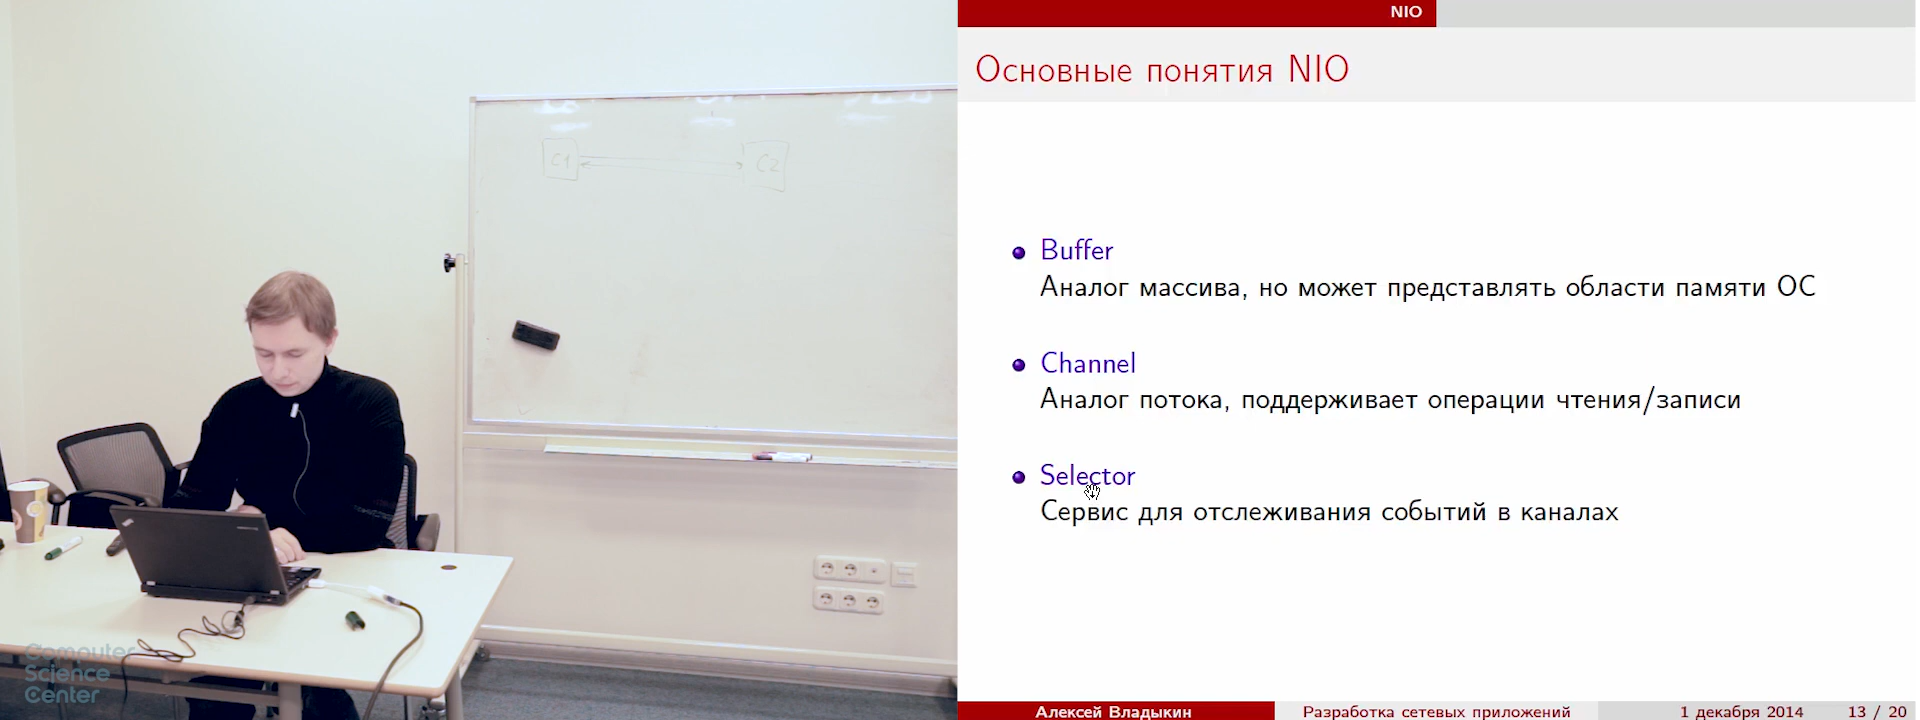 C1
C2
Computer
Science
Center
NIO
Основные понятия NIO
Buffer
Аналог массива, но может представлять области памяти ОС
Channel
Аналог потока, поддерживает операции чтения/записи
Selector
Сервис для отслеживания событий в каналах
Алексей Владыкин
Разработка сетевых приложений
1 декабря 2014
13 / 20